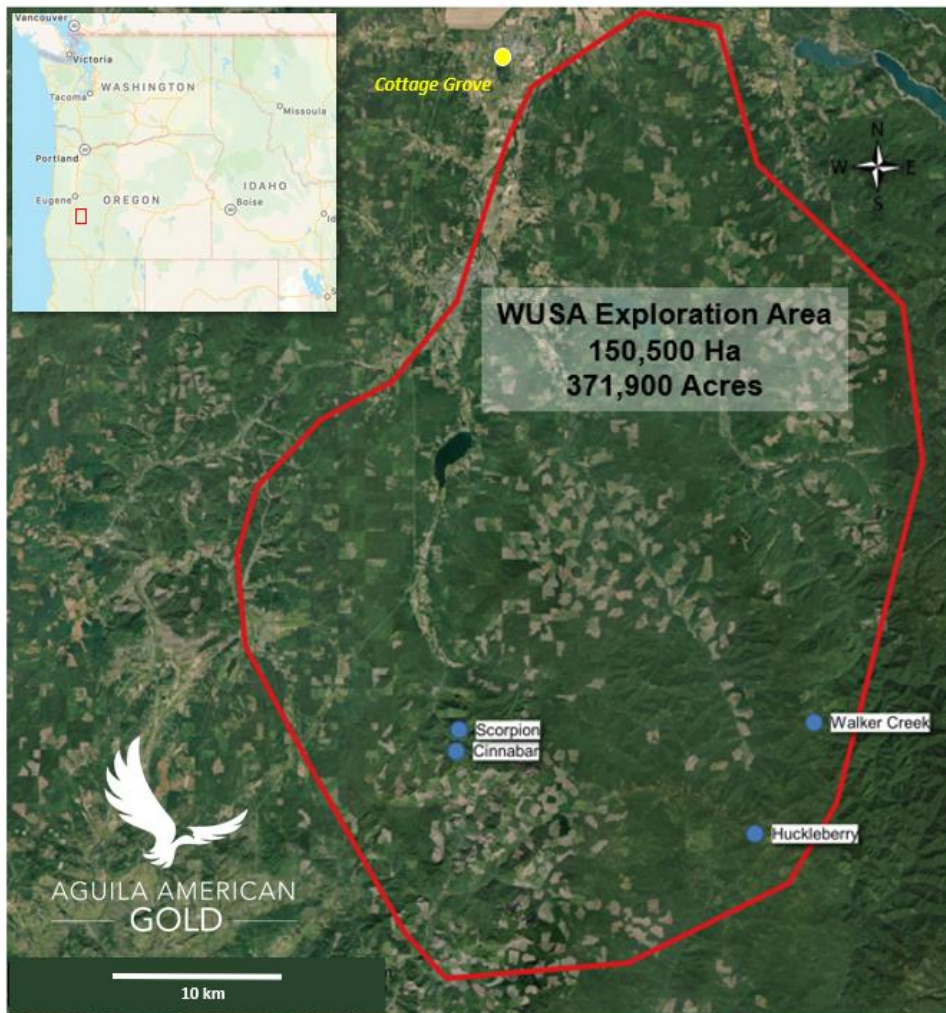 Vancouver
Victoria
WASHINGTON
Tacoma
Missoula
Portland
IDAHO
Eugene
OREGON
Boise
Cottage Grove
N
W E
S
WUSA Exploration Area
150,500 Ha
371,900 Acres
Scorpion
Cinnabar
Walker Creek
Huckleberry
AGUILA AMERICAN
GOLD
10 km